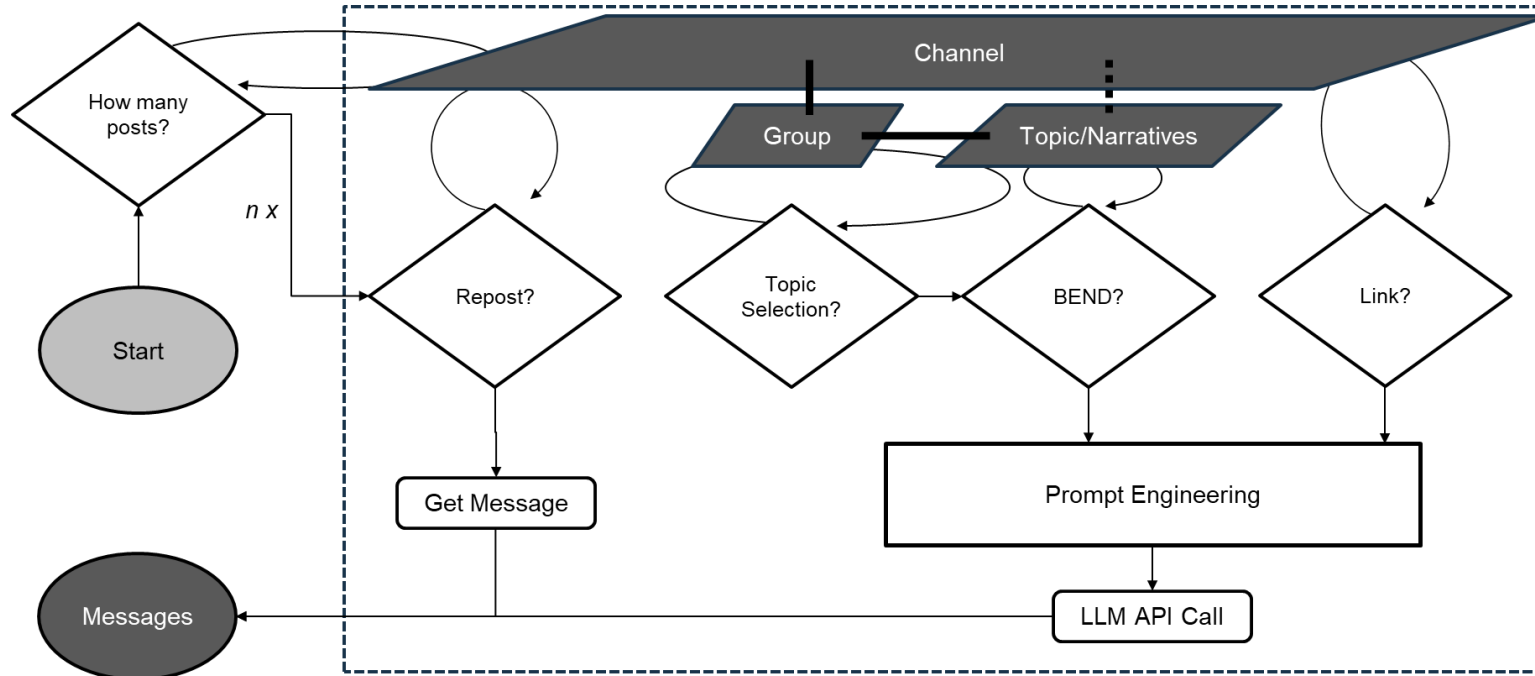 Channel
How many
posts?
Group
Topic/Narratives
n x
Repost?
Topic
Selection?
BEND?
Link?
Start
Get Message
Prompt Engineering
Messages
LLM API Call